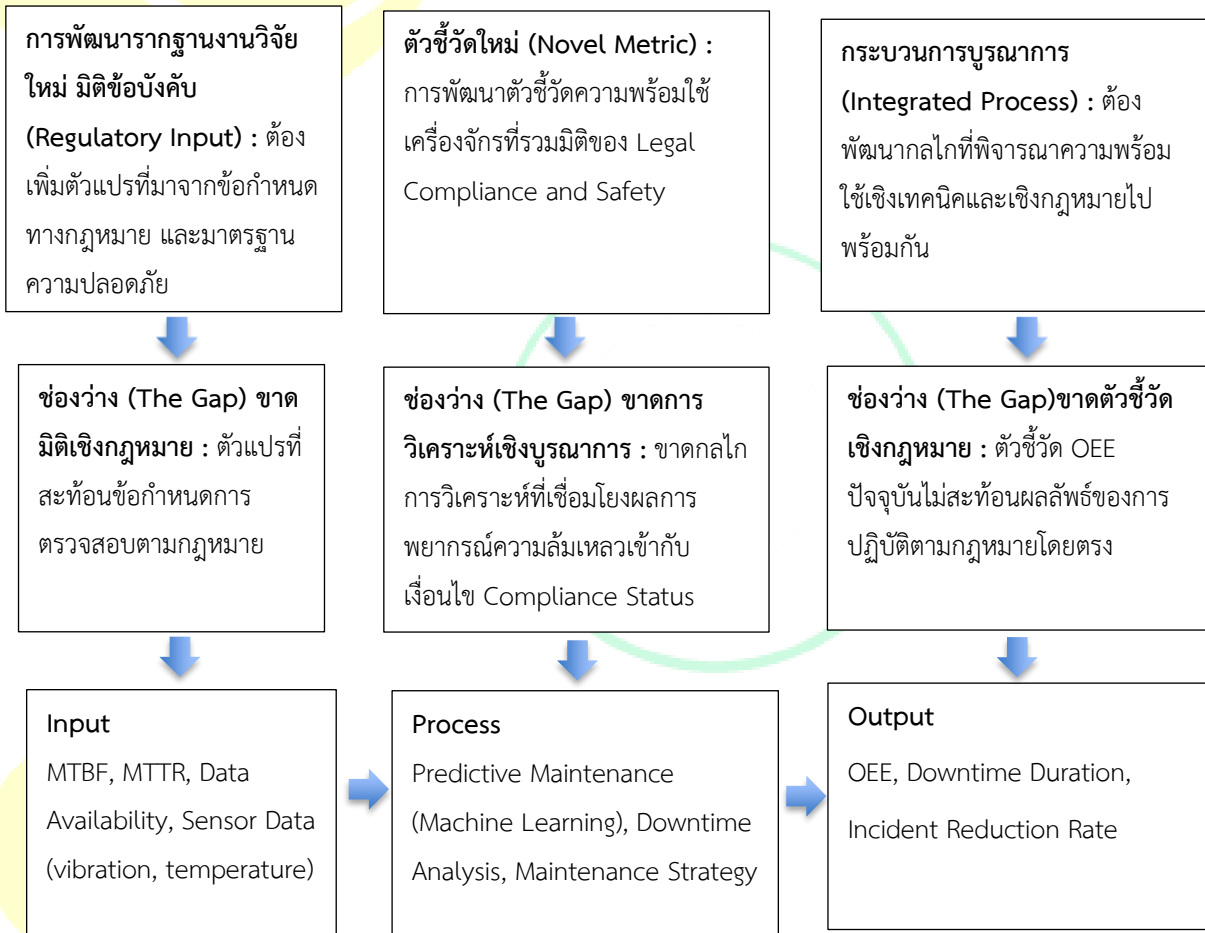 การพัฒนารากฐานงานวิจัย
ใหม่ มิติข้อบังคับ
(Regulatory Input) : ต้อง
เพิ่มตัวแปรที่มาจากข้อกำหนด
ทางกฎหมาย และมาตรฐาน
ความปลอดภัย
ตัวชี้วัดใหม่ (Novel Metric) :
การพัฒนาตัวชี้วัดความพร้อมใช้
เครื่องจักรที่รวมมิติของ Legal
Compliance and Safety
กระบวนการบูรณาการ
(Integrated Process) : ต้อง
พัฒนากลไกที่พิจารณาความพร้อม
ใช้เชิงเทคนิคและเชิงกฎหมายไป
พร้อมกัน
ช่องว่าง (The Gap) ขาด
มิติเชิงกฎหมาย : ตัวแปรที่
สะท้อนข้อกำหนดการ
ตรวจสอบตามกฎหมาย
ช่องว่าง (The Gap) ขาดการ
วิเคราะห์เชิงบูรณาการ : ขาดกลไก
การวิเคราะห์ที่เชื่อมโยงผลการ
พยากรณ์ความล้มเหลวเข้ากับ
เงื่อนไข Compliance Status
ช่องว่าง (The Gap)ขาดตัวชี้วัด
เชิงกฎหมาย : ตัวชี้วัด OEE
ปัจจุบันไม่สะท้อนผลลัพธ์ของการ
ปฏิบัติตามกฎหมายโดยตรง
Input
MTBF, MTTR, Data
Availability, Sensor Data
(vibration, temperature)
Process
Predictive Maintenance
(Machine Learning), Downtime
Analysis, Maintenance Strategy
Output
OEE, Downtime Duration,
Incident Reduction Rate